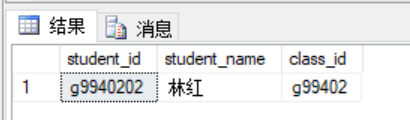 结果 消息
student_id student_name class_id
1 g9940202 林红 g99402